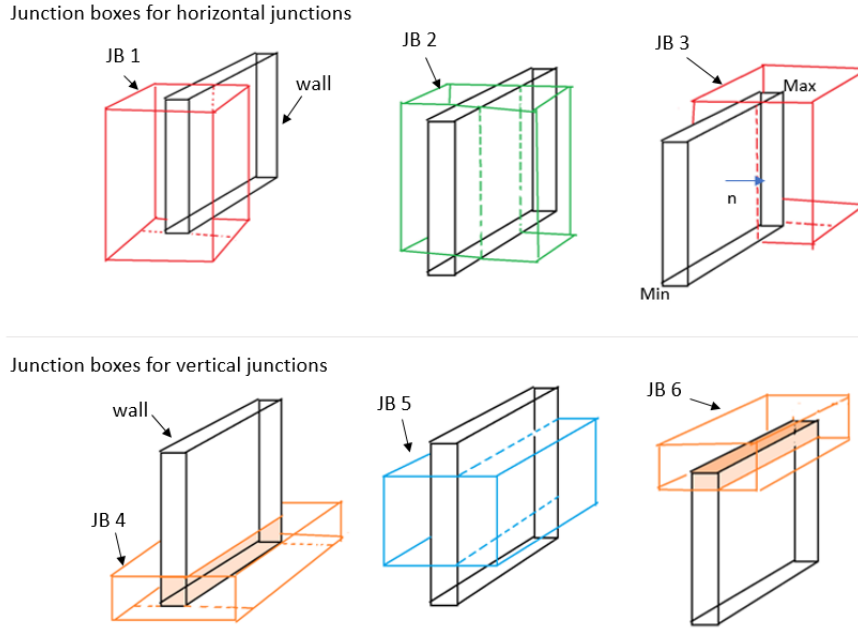 Junction boxes for horizontal junctions
JB 1
wall
JB 2
JB 3
Max
n
Min
Junction boxes for vertical junctions
wall
JB 4
JB 5
JB 6